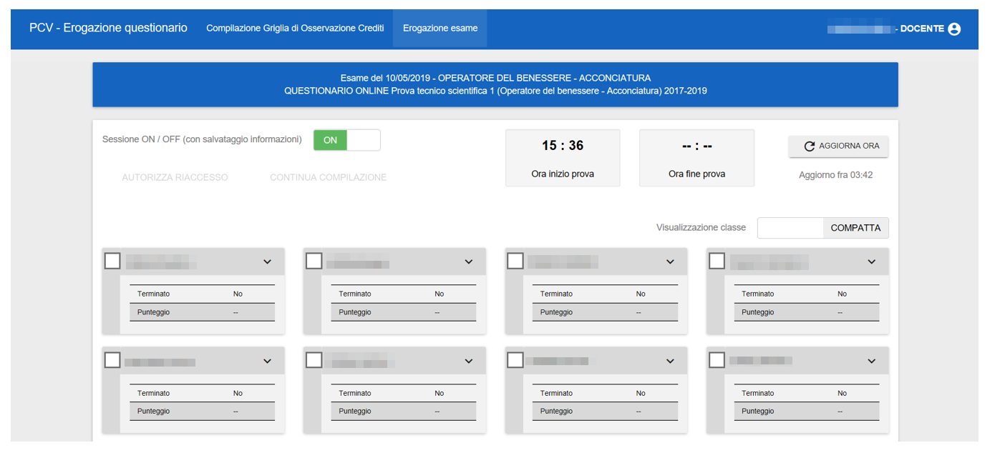 PCV - Erogazione questionario Compilazione Griglia di Osservazione Crediti Erogazione esame - DOCENTE
Esame del 10/05/2019 - OPERATORE DEL BENESSERE - ACCONCIATURA
QUESTIONARIO ONLINE Prova tecnico scientifica 1 (Operatore del benessere - Acconciatura) 2017-2019
Sessione ON / OFF (con salvataggio informazioni) ON
15 : 36
Ora inizio prova
-- : --
Ora fine prova
AGGIORNA ORA
Aggiorno fra 03:42
AUTORIZZA RIACCESSO CONTINUA COMPILAZIONE
Visualizzazione classe COMPATTA
Terminato No
Punteggio --
Terminato No
Punteggio --
Terminato No
Punteggio --
Terminato No
Punteggio --
Terminato No
Punteggio --
Terminato No
Punteggio --
Terminato No
Punteggio --
Terminato No
Punteggio --